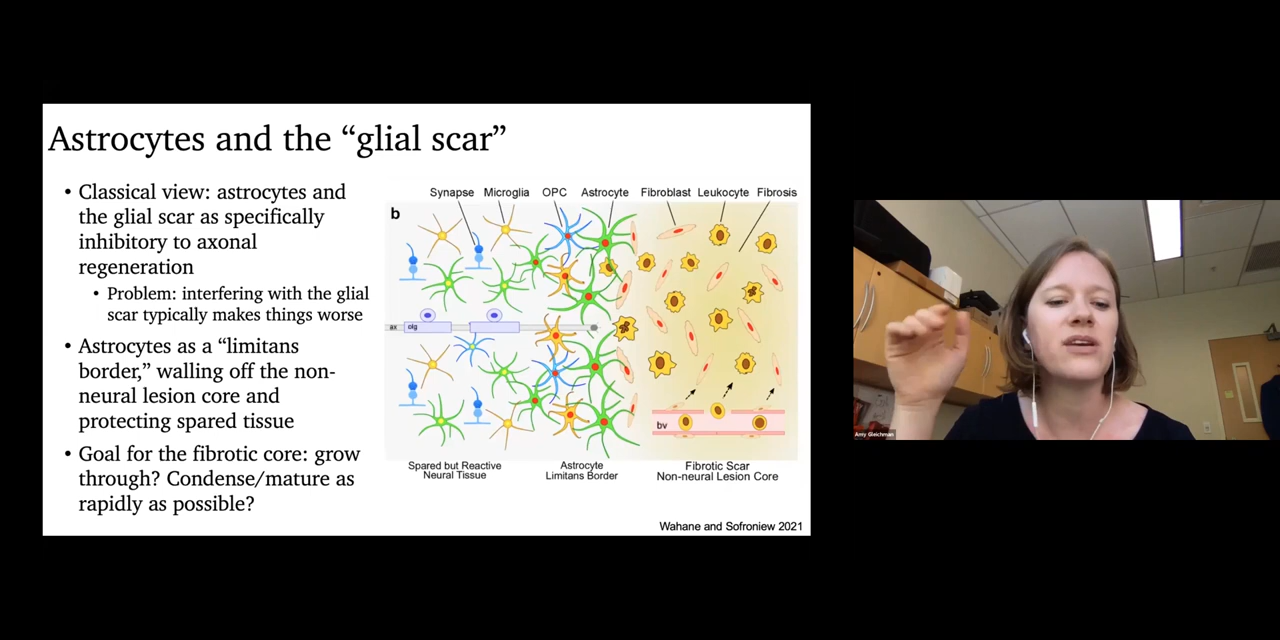 Astrocytes and the “glial scar”
• Classical view: astrocytes and
the glial scar as specifically
inhibitory to axonal
regeneration
• Problem: interfering with the glial
scar typically makes things worse
• Astrocytes as a “limitans
border,” walling off the non-
neural lesion core and
protecting spared tissue
• Goal for the fibrotic core: grow
through? Condense/mature as
rapidly as possible?
Synapse Microglia OPC Astrocyte Fibroblast Leukocyte Fibrosis
b
ax olg
bv
Spared but Reactive
Neural Tissue
Astrocyte
Limitans Border
Fibrotic Scar
Non-neural Lesion Core
Wahane and Sofroniew 2021
Amy Gleichman